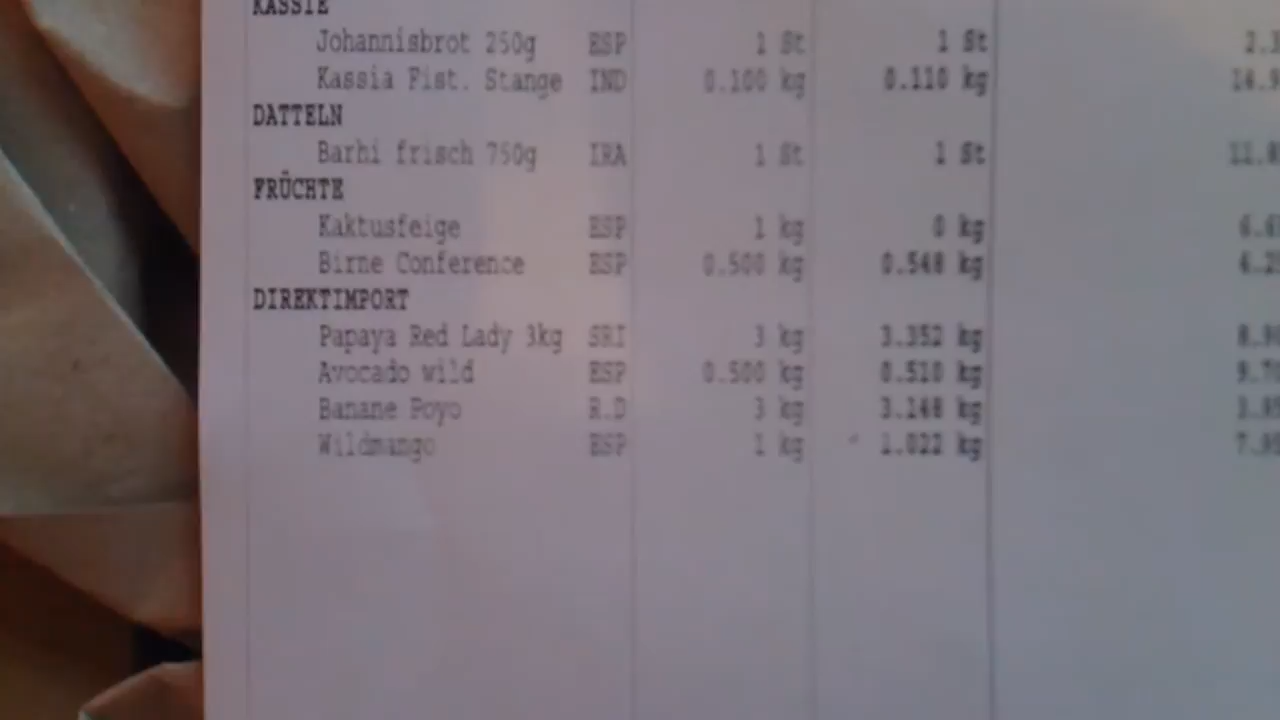 KASSIE
Johannisbrot 250g ESP 1 St 1 St
Kassia Fist. Stange IND 0.100 kg 0.110 kg
DATTELN
Barhi frisch 750g IRA 1 St 1 St
FRÜCHTE
Kaktusfeige ESP 1 kg 0 kg
Birne Conference ESP 0.500 kg 0.548 kg
DIREKTIMPORT
Papaya Red Lady 3kg SRI 3 kg 3.352 kg
Avocado wild ESP 0.500 kg 0.510 kg
Banane Poyo R.D 3 kg 3.148 kg
Wildmango ESP 1 kg 1.022 kg